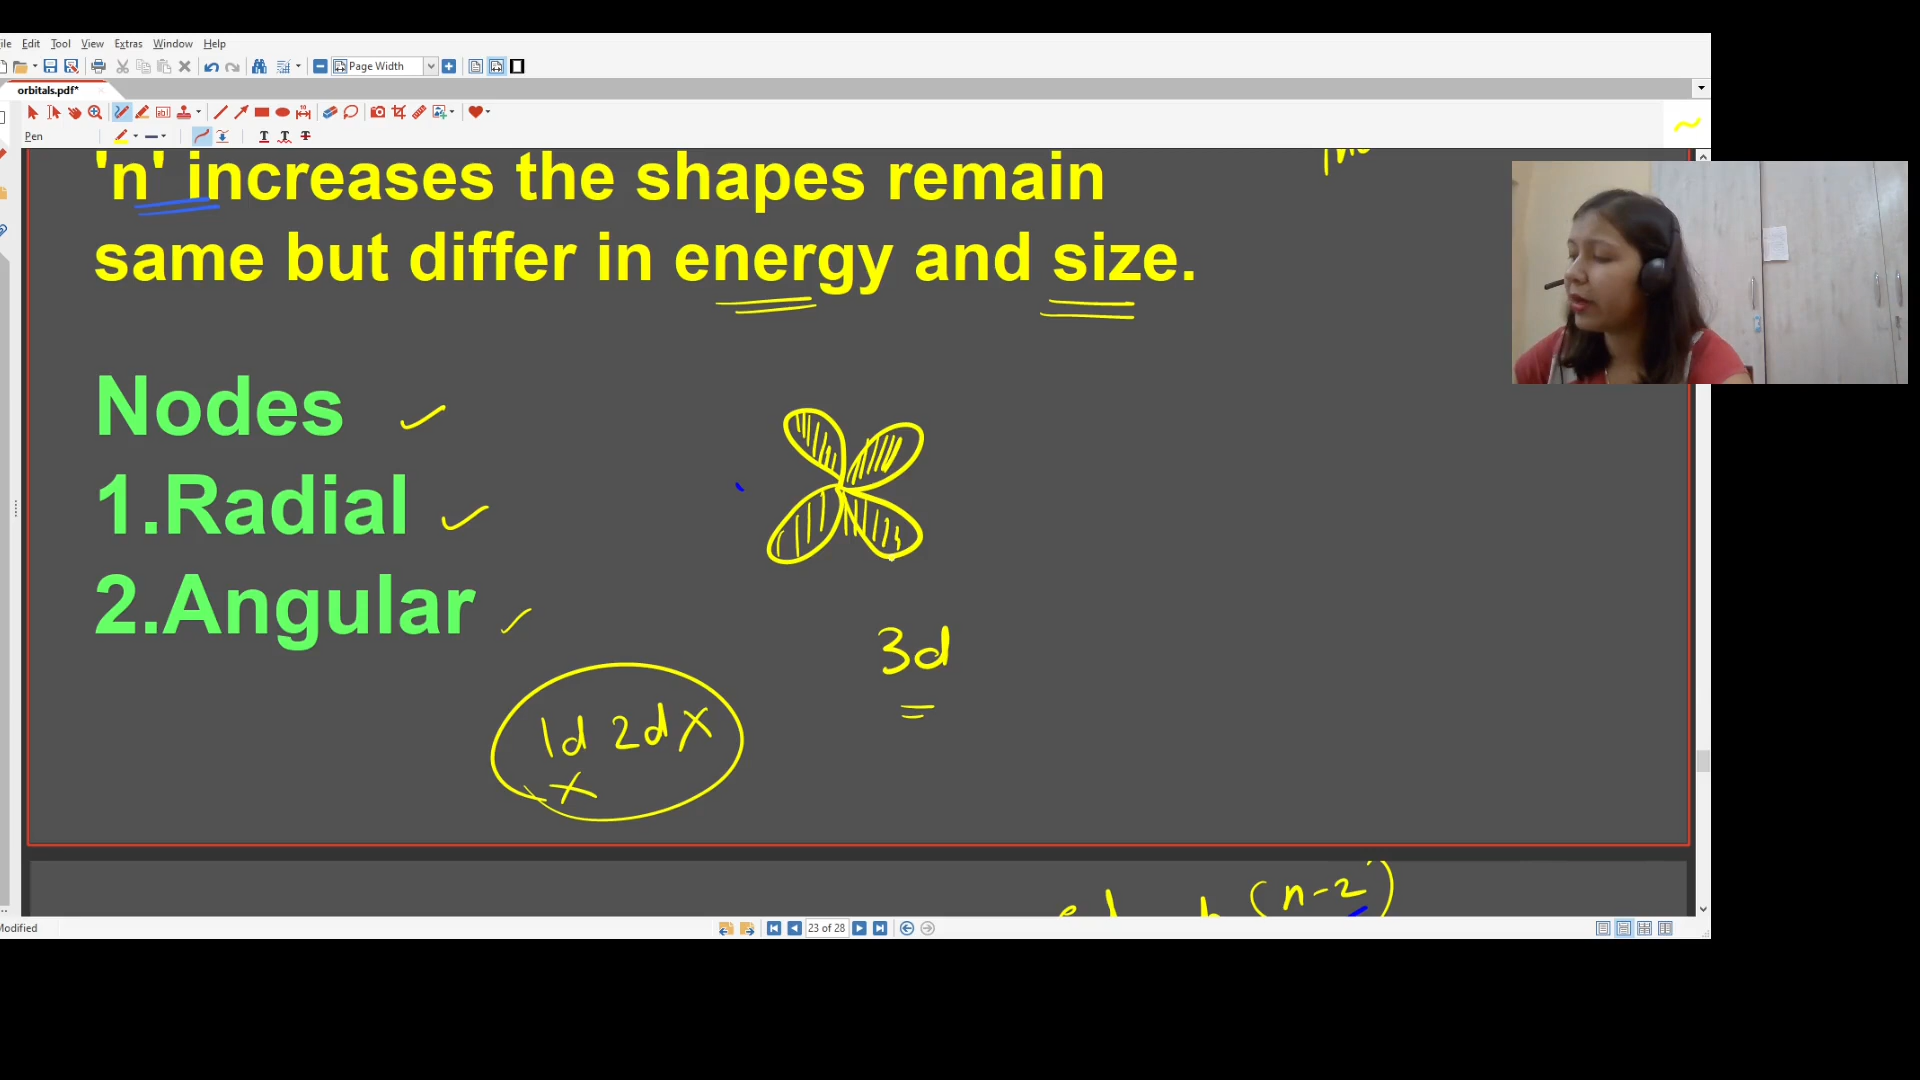 ile Edit Tool View Extras Window Help
Page Width
orbitals.pdf*
Pen
'n' increases the shapes remain
same but differ in energy and size.
Nodes
1.Radial
2.Angular
3d
1d 2d X
X
(n-2)
Modified
23 of 28